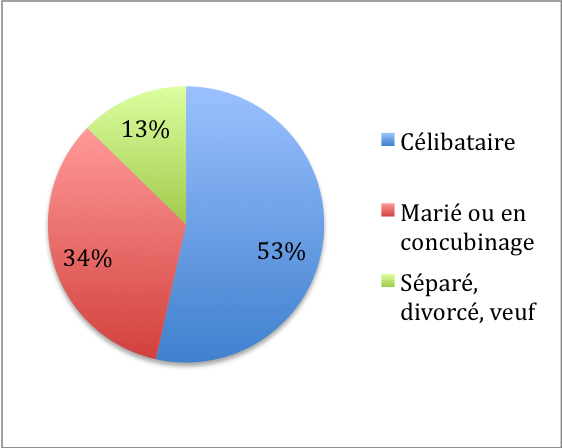 13%
53%
34%
Célibataire
Marié ou en
concubinage
Séparé,
divorcé, veuf